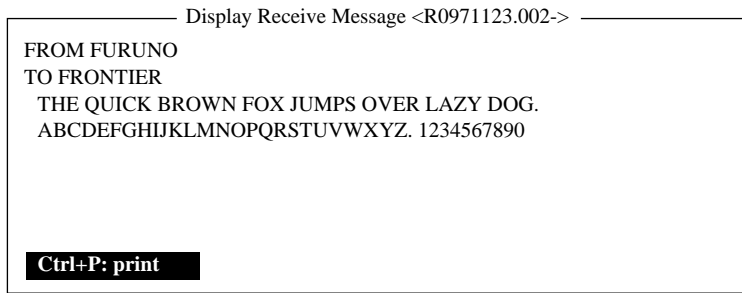 Display Receive Message <R0971123.002->
FROM FURUNO
TO FRONTIER
THE QUICK BROWN FOX JUMPS OVER LAZY DOG.
ABCDEFGHIJKLMNOPQRSTUVWXYZ. 1234567890
Ctrl+P: print